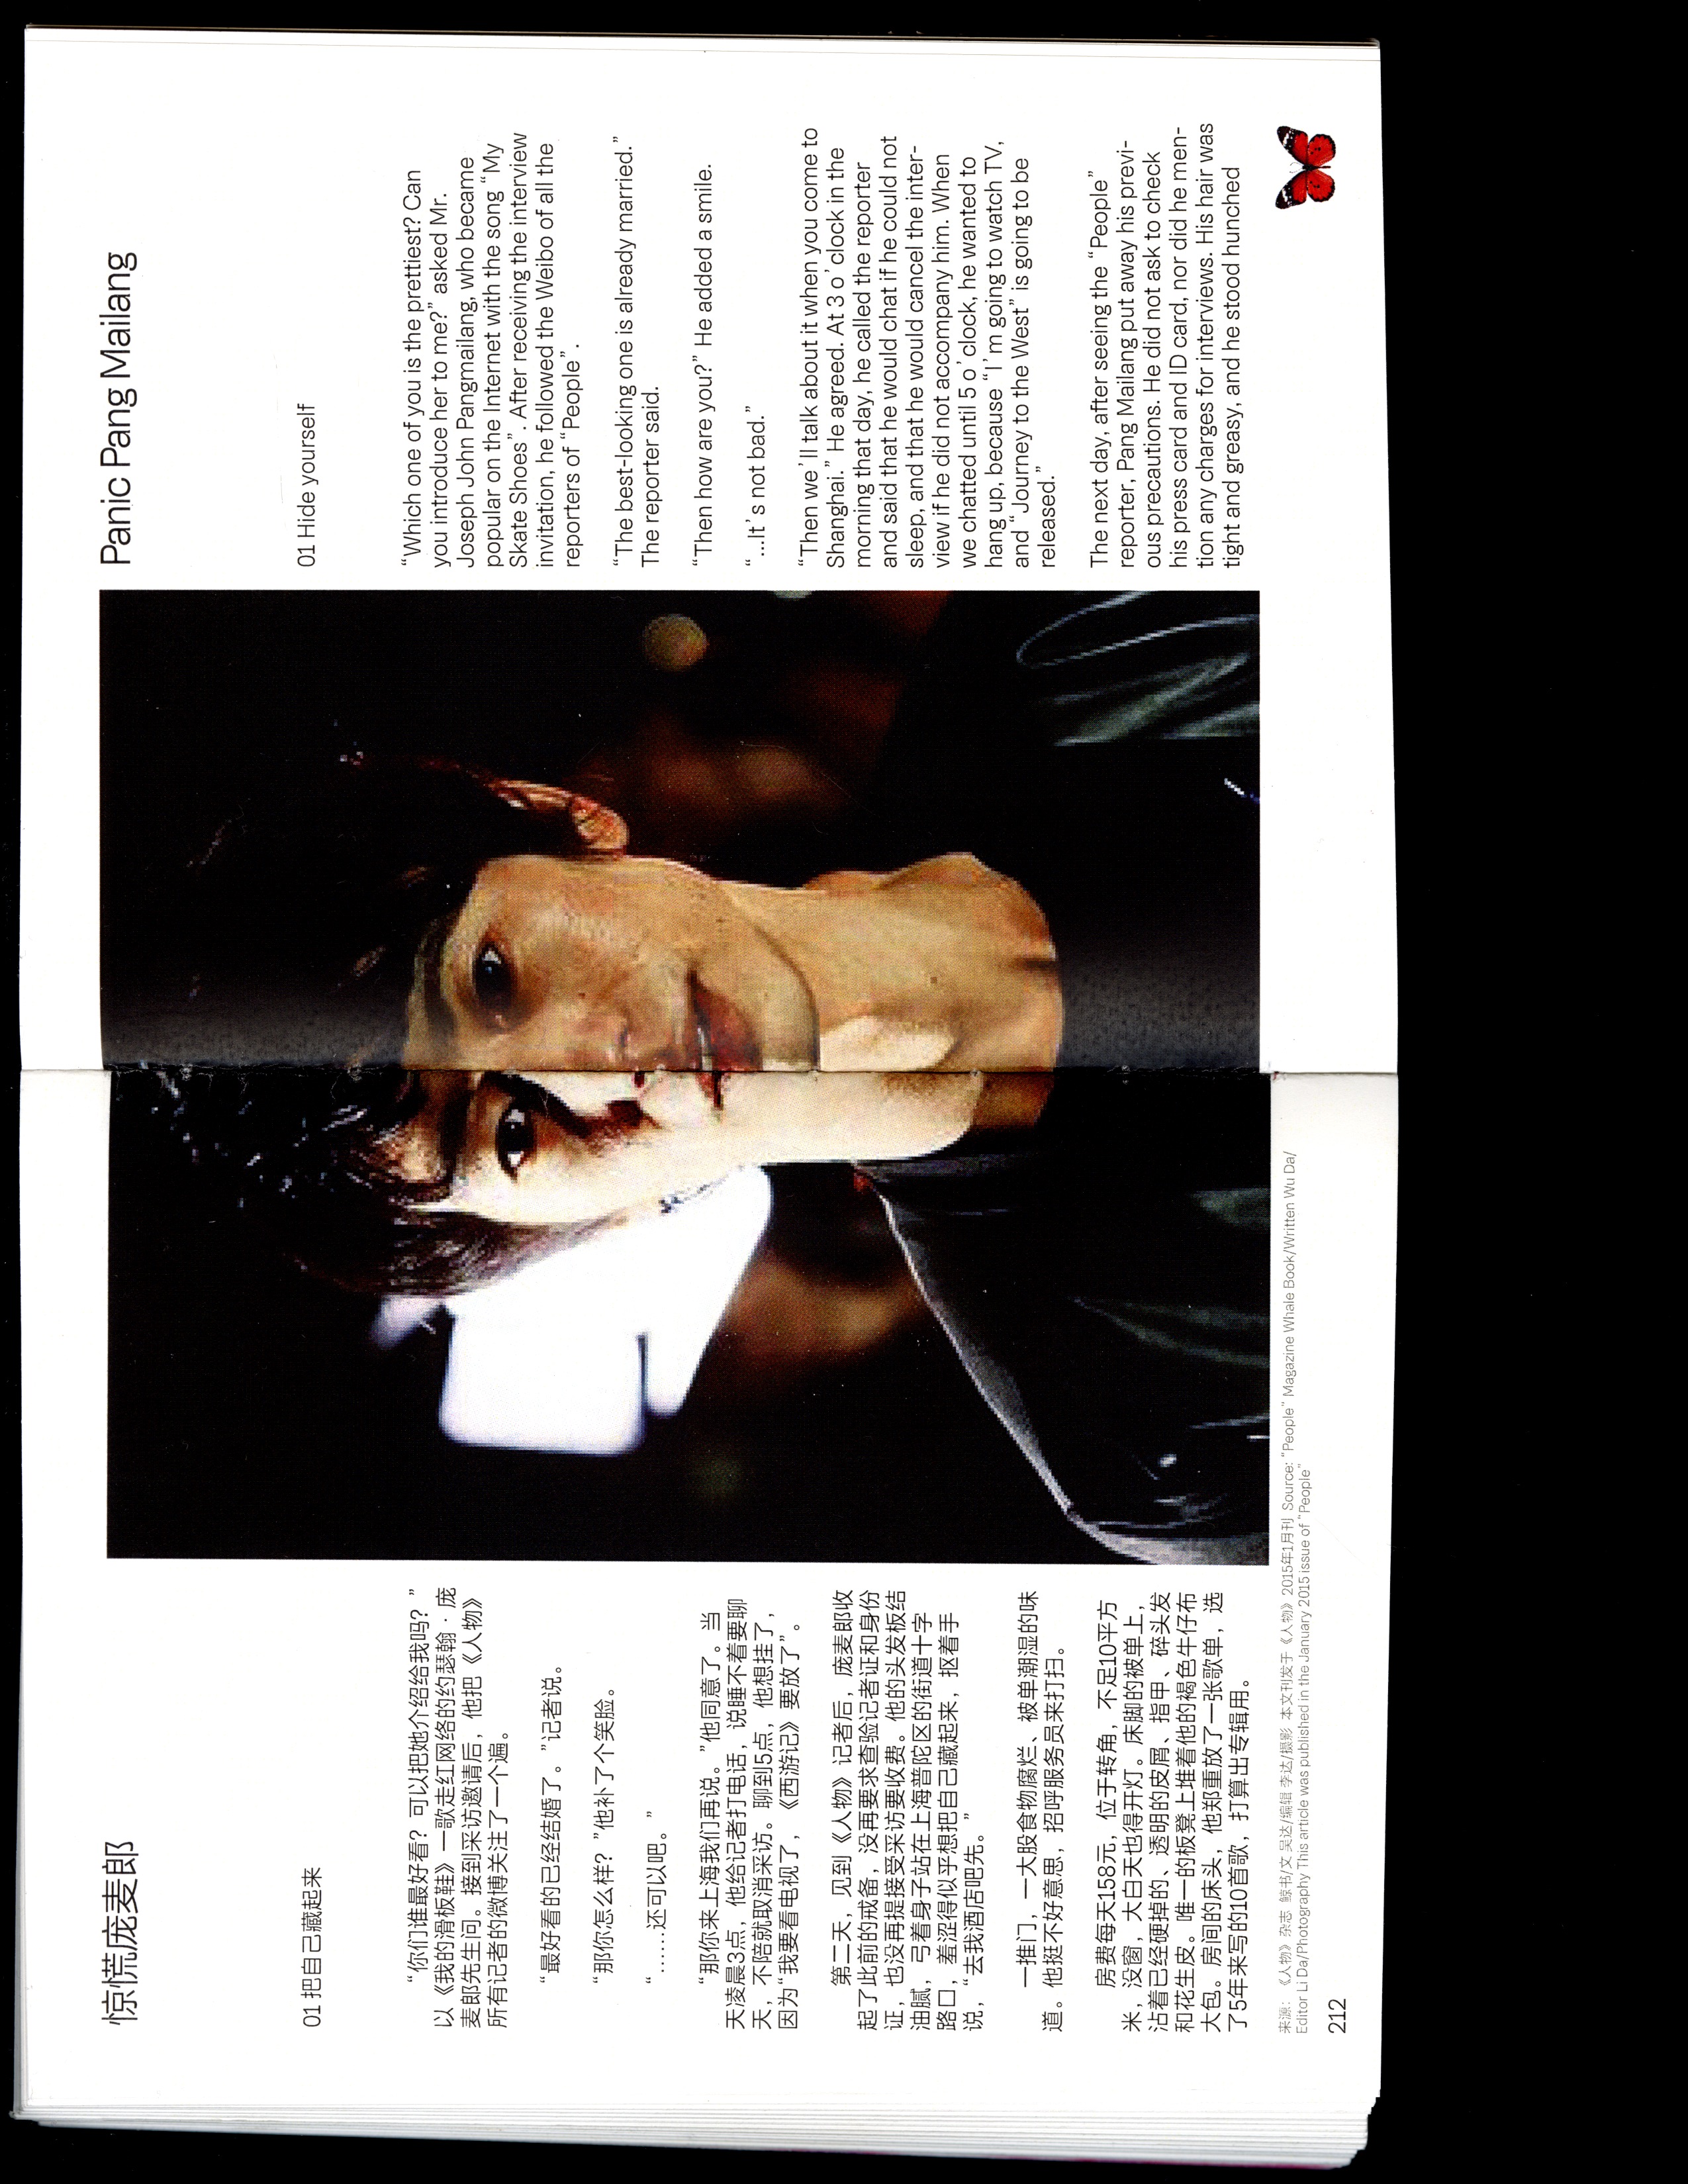 惊慌庞麦郎
01 把自己藏起来
“你们谁最好看？可以把她介绍给我吗？”
以《我的滑板鞋》一歌走红网络的约瑟翰·庞
麦郎先生问。接到采访邀请后，他把《人物》
所有记者的微博关注了一个遍。
“最好看的已经结婚了。”记者说。
“那你怎么样？”他补了个笑脸。
“……还可以吧。”
“那你来上海我们再说。”他同意了。当
天凌晨3点，他给记者打电话，说睡不着要聊
天，不陪就取消采访。聊到5点，他想挂了，
因为“我要看电视了，《西游记》要放了”。
第二天，见到《人物》记者后，庞麦郎收
起了此前的戒备，没再要求查验记者证和身份
证，也没再提接受采访要收费。他的头发板结
油腻，弓着身子站在上海普陀区的街道十字
路口，羞涩得似乎想把自己藏起来，抠着手
说，“去我酒店吧先。”
一推门，一大股食物腐烂、被单潮湿的味
道。他挺不好意思，招呼服务员来打扫。
房费每天158元，位于转角，不足10平方
米，没窗，大白天也得开灯。床脚的被单上，
沾着已经硬掉的、透明的皮屑、指甲、碎头发
和花生皮。唯一的板凳上堆着他的褐色牛仔布
大包。房间的床头，他郑重放了一张歌单，选
了5年来写的10首歌，打算出专辑用。
来源：《人物》杂志 鲸书/文 吴达/编辑 李达/摄影 本文刊发于《人物》2015年1月刊 Source: “People” Magazine Whale Book/Written Wu Da/
Editor Li Da/Photography This article was published in the January 2015 issue of “People”
212
Panic Pang Mailang
01 Hide yourself
“Which one of you is the prettiest? Can
you introduce her to me?” asked Mr.
Joseph John Pangmailang, who became
popular on the Internet with the song “My
Skate Shoes”. After receiving the interview
invitation, he followed the Weibo of all the
reporters of “People”.
“The best-looking one is already married.”
The reporter said.
“Then how are you?” He added a smile.
“...It’s not bad.”
“Then we’ll talk about it when you come to
Shanghai.” He agreed. At 3 o’clock in the
morning that day, he called the reporter
and said that he would chat if he could not
sleep, and that he would cancel the inter-
view if he did not accompany him. When
we chatted until 5 o’clock, he wanted to
hang up, because “I’m going to watch TV,
and “Journey to the West” is going to be
released.”
The next day, after seeing the “People”
reporter, Pang Mailang put away his previ-
ous precautions. He did not ask to check
his press card and ID card, nor did he men-
tion any charges for interviews. His hair was
tight and greasy, and he stood hunched